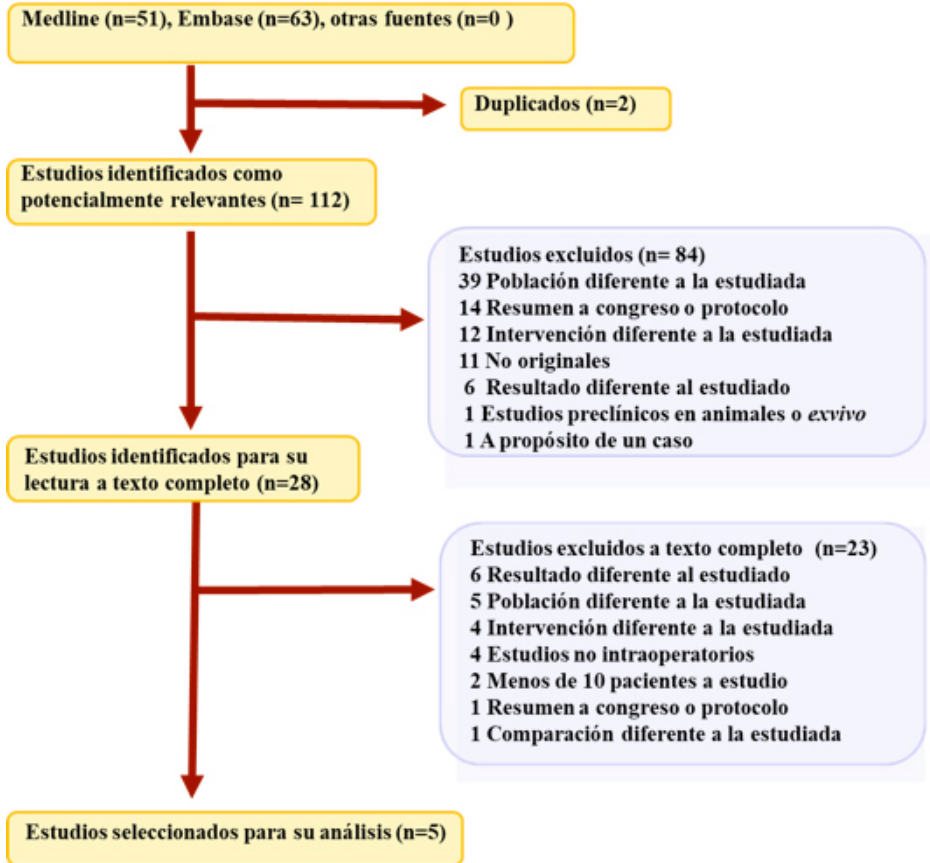 Medline (n=51), Embase (n=63), otras fuentes (n=0 )
Duplicados (n=2)
Estudios identificados como
potencialmente relevantes (n= 112)
Estudios excluidos (n= 84)
39 Población diferente a la estudiada
14 Resumen a congreso o protocolo
12 Intervención diferente a la estudiada
11 No originales
6 Resultado diferente al estudiado
1 Estudios preclínicos en animales o exvivo
1 A propósito de un caso
Estudios identificados para su
lectura a texto completo (n=28)
Estudios excluidos a texto completo (n=23)
6 Resultado diferente al estudiado
5 Población diferente a la estudiada
4 Intervención diferente a la estudiada
4 Estudios no intraoperatorios
2 Menos de 10 pacientes a estudio
1 Resumen a congreso o protocolo
1 Comparación diferente a la estudiada
Estudios seleccionados para su análisis (n=5)